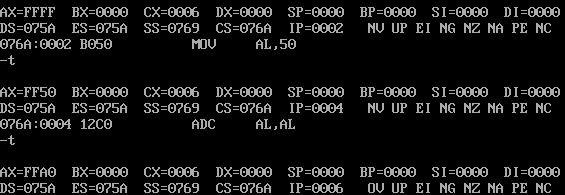 AX=FFFF  BX=0000  CX=0006  DX=0000  SP=0000  BP=0000  SI=0000  DI=0000
DS=075A  ES=075A  SS=0769  CS=076A  IP=0002   NV UP EI NG NZ NA PE NC
076A:0002 B050          MOV     AL,50
-t
AX=FF50  BX=0000  CX=0006  DX=0000  SP=0000  BP=0000  SI=0000  DI=0000
DS=075A  ES=075A  SS=0769  CS=076A  IP=0004   NV UP EI NG NZ NA PE NC
076A:0004 12C0          ADC     AL,AL
-t
AX=FFA0  BX=0000  CX=0006  DX=0000  SP=0000  BP=0000  SI=0000  DI=0000
DS=075A  ES=075A  SS=0769  CS=076A  IP=0006   OV UP EI NG NZ NA PE NC